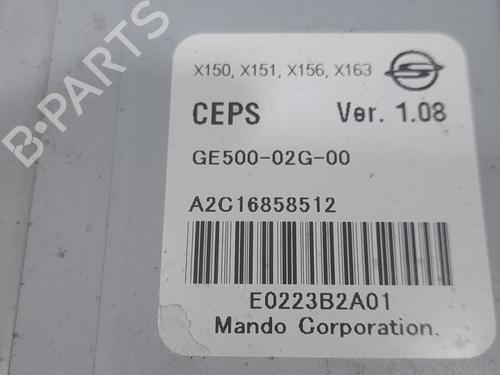 B-PARTS
X150, X151, X156, X163
CEPS Ver. 1.08
GE500-02G-00
A2C16858512
E0223B2A01
Mando Corporation.